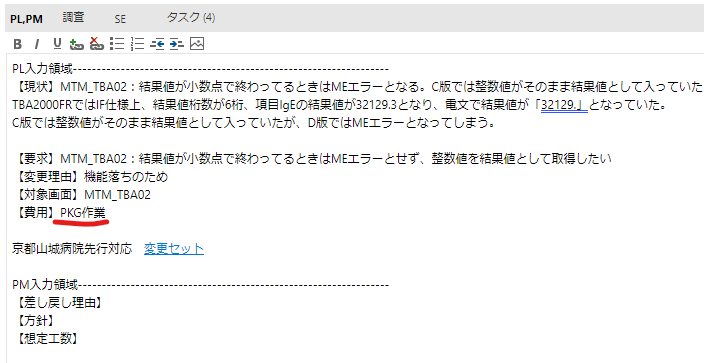 PL,PM 調査 SE タスク (4)
B I U
PL入力領域-----------------------------------------------------------------
【現状】MTM_TBA02：結果値が小数点で終わってるときはMEエラーとなる。C版では整数値がそのまま結果値として入っていた
TBA2000FRではIF仕様上、結果値桁数が6桁、項目IgEの結果値が32129.3となり、電文で結果値が「32129.」となっていた。
C版では整数値がそのまま結果値として入っていたが、D版ではMEエラーとなってしまう。
【要求】MTM_TBA02：結果値が小数点で終わってるときはMEエラーとせず、整数値を結果値として取得したい
【変更理由】機能落ちのため
【対象画面】MTM_TBA02
【費用】PKG作業
京都山城病院先行対応 変更セット
PM入力領域----------------------------------------------------------------
【差し戻し理由】
【方針】
【想定工数】